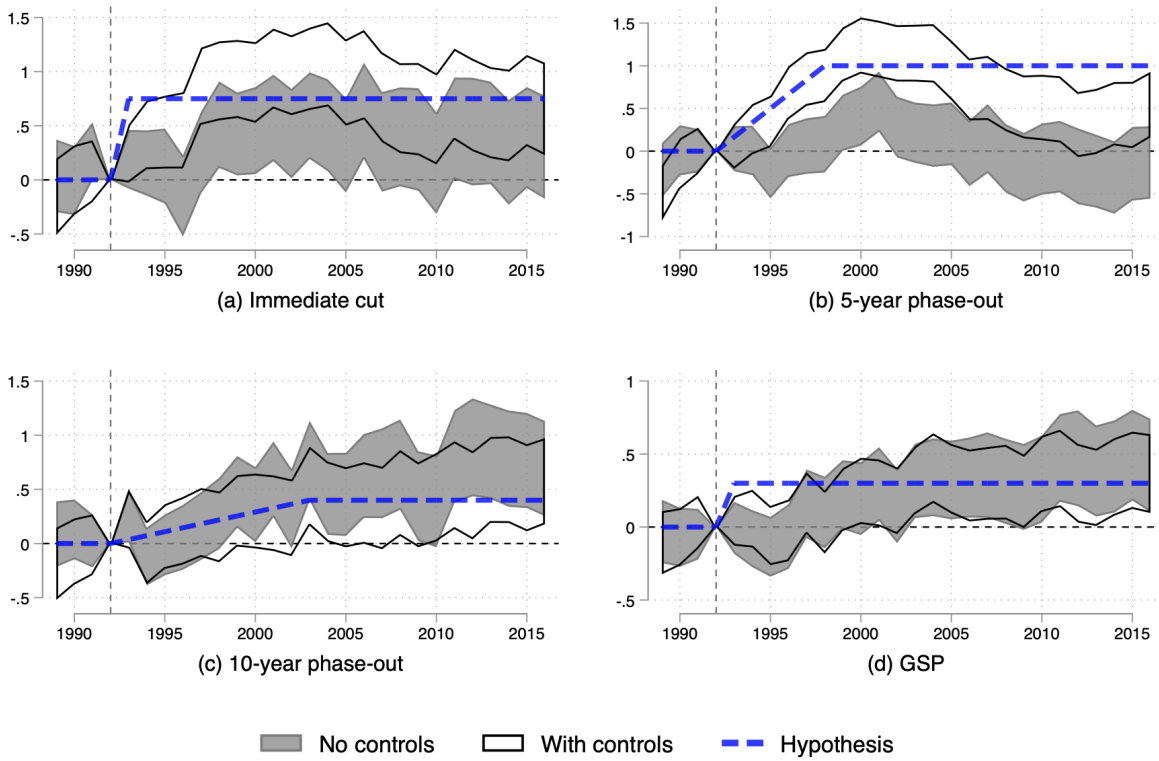 1.5
1
.5
0
-.5
1990 1995 2000 2005 2010 2015
(a) Immediate cut
1.5
1
.5
0
-.5
-1
1990 1995 2000 2005 2010 2015
(b) 5-year phase-out
1.5
1
.5
0
-.5
1990 1995 2000 2005 2010 2015
(c) 10-year phase-out
1
.5
0
-.5
1990 1995 2000 2005 2010 2015
(d) GSP
No controls With controls Hypothesis